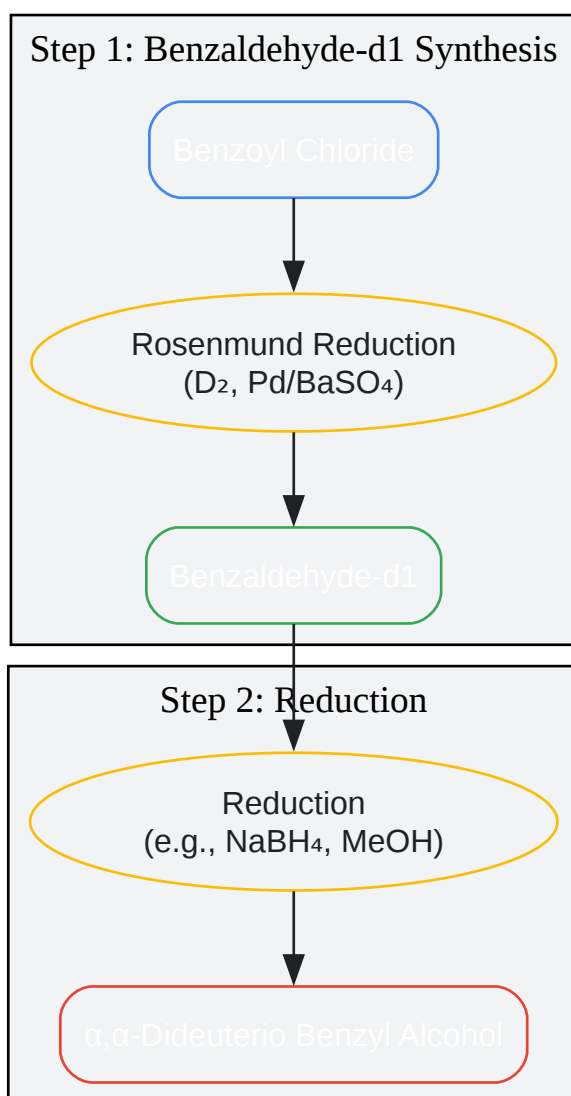 Step 1: Benzaldehyde-d1 Synthesis
Benzoyl Chloride
Rosenmund Reduction
(D₂, Pd/BaSO₄)
Benzaldehyde-d1
Step 2: Reduction
Reduction
(e.g., NaBH₄, MeOH)
α,α-Dideuterio Benzyl Alcohol